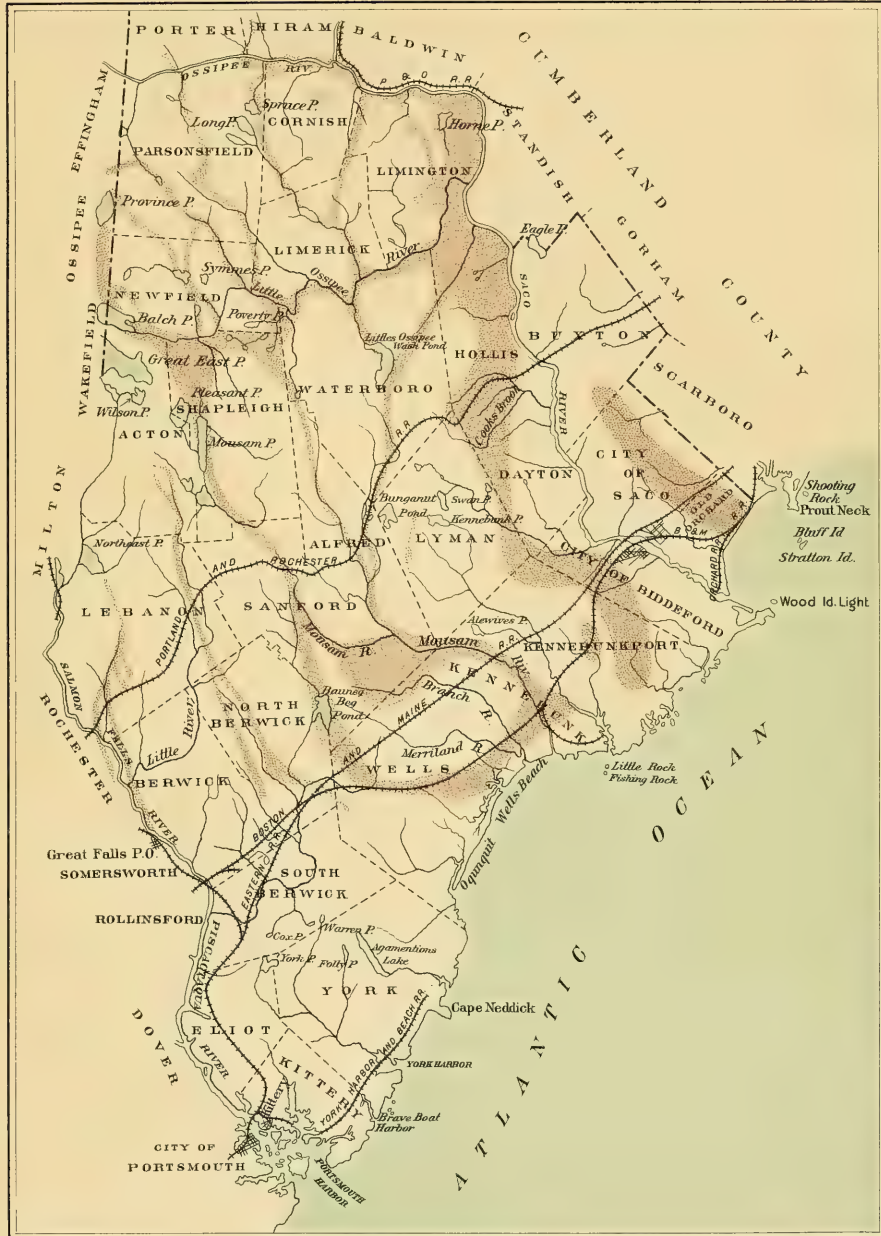 PORTER
HIRAM
BALDWIN
CUMBERLAND
COUNTY
OSSIPEE RIV
P & O R.R.
STANDISH
GORHAM
SCARBORO
EFFINGHAM
OSSIPEE
WAKEFIELD
MILTON
ROCHESTER
DOVER
Spruce P.
CORNISH
Long P.
Horne P.
PARSONSFIELD
LIMINGTON
Province P.
Eagle P.
LIMERICK
Symmes P.
Little Ossipee River
SACO RIVER
NEWFIELD
Balch P.
Poverty P.
BUXTON
Littles Ossipee
Wash Pond
HOLLIS
Great East P.
Pleasant P.
WATERBORO
Wilson P.
SHAPLEIGH
Cooks Brook
ACTON
Mousam P.
CITY
OF
SACO
DAYTON
OLD
ORCHARD
Shooting
Rock
Prout Neck
Bluff Id
Stratton Id.
Bunganut
Pond
Swan P.
Kennebunk P.
Northeast P.
ALFRED
LYMAN
B & M R.R.
ORCHARD R.R.
PORTLAND AND ROCHESTER R.R.
CITY OF BIDDEFORD
Wood Id. Light
LEBANON
SANFORD
Alewives P.
Mousam R.
Mousam Riv.
KENNEBUNKPORT
KENNEBUNK
SALMON FALLS RIVER
NORTH
BERWICK
Bauneg
Beg
Pond
Branch R.
Little River
Merriland R.
WELLS
BOSTON AND MAINE R.R.
BERWICK
Little Rock
Fishing Rock
Wells Beach
Ogunquit
ATLANTIC OCEAN
Great Falls P.O.
SOMERSWORTH
EASTERN R.R.
SOUTH
BERWICK
ROLLINSFORD
PISCATAQUA RIVER
Cox P.
Warren P.
York P.
Folly P.
Agamentions
Lake
YORK
Cape Neddick
ELIOT
KITTERY
YORK HARBOR AND BEACH R.R.
YORK HARBOR
Kittery
Brave Boat
Harbor
CITY OF
PORTSMOUTH
PORTSMOUTH
HARBOR